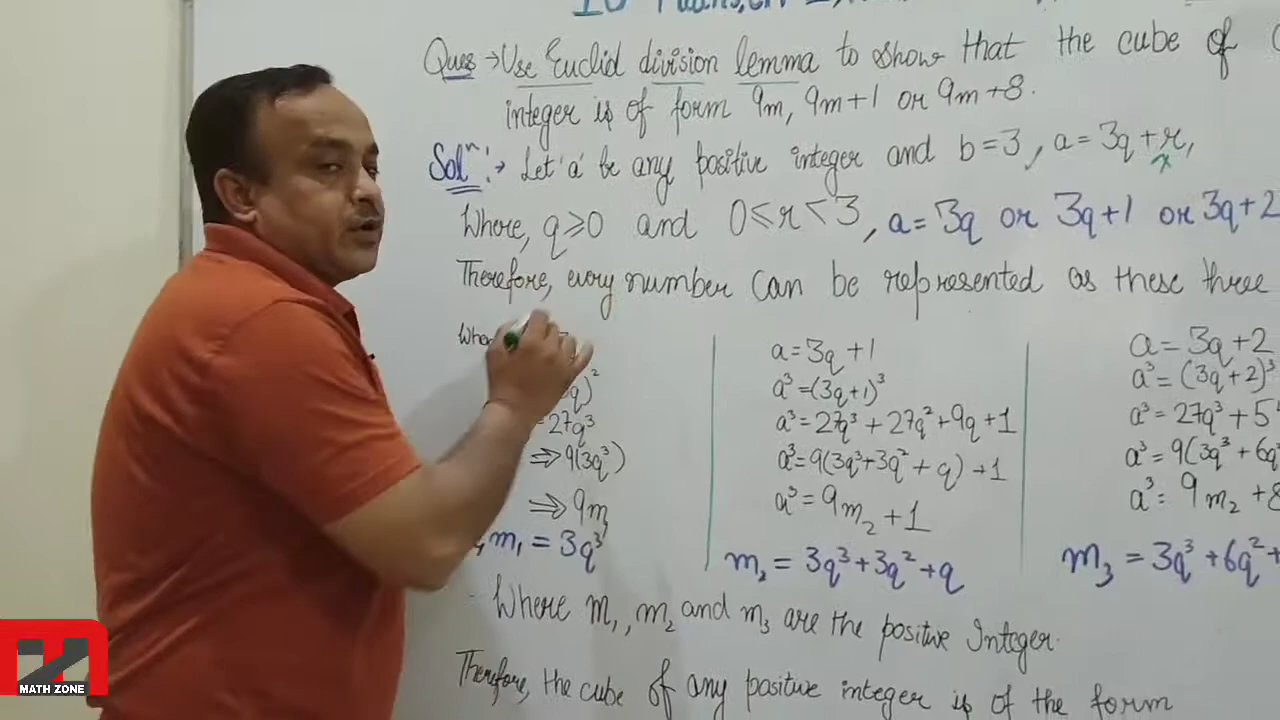 Ques → Use Euclid division lemma to show that the cube of
integer is of form 9m, 9m+1 or 9m+8.
Solⁿ :→ Let 'a' be any positive integer and b=3, a=3q+r,
Where, q≥0 and 0≤r<3, a=3q or 3q+1 or 3q+2
Therefore, every number can be represented as these three
a=3q+1
a³=(3q+1)³
a³=27q³+27q²+9q+1
a³=9(3q³+3q²+q)+1
a³=9m₂+1
m₂=3q³+3q²+q
q)²
27q³
⇒9(3q³)
⇒9m₁
m₁=3q³
a=3q+2
a³=(3q+2)³
a³=27q³+5
a³=9(3q³+6q²
a³=9m₂+8
m₃=3q³+6q²+
Where m₁, m₂ and m₃ are the positive Integer.
Therefore, the cube of any positive integer is of the form
MATH ZONE